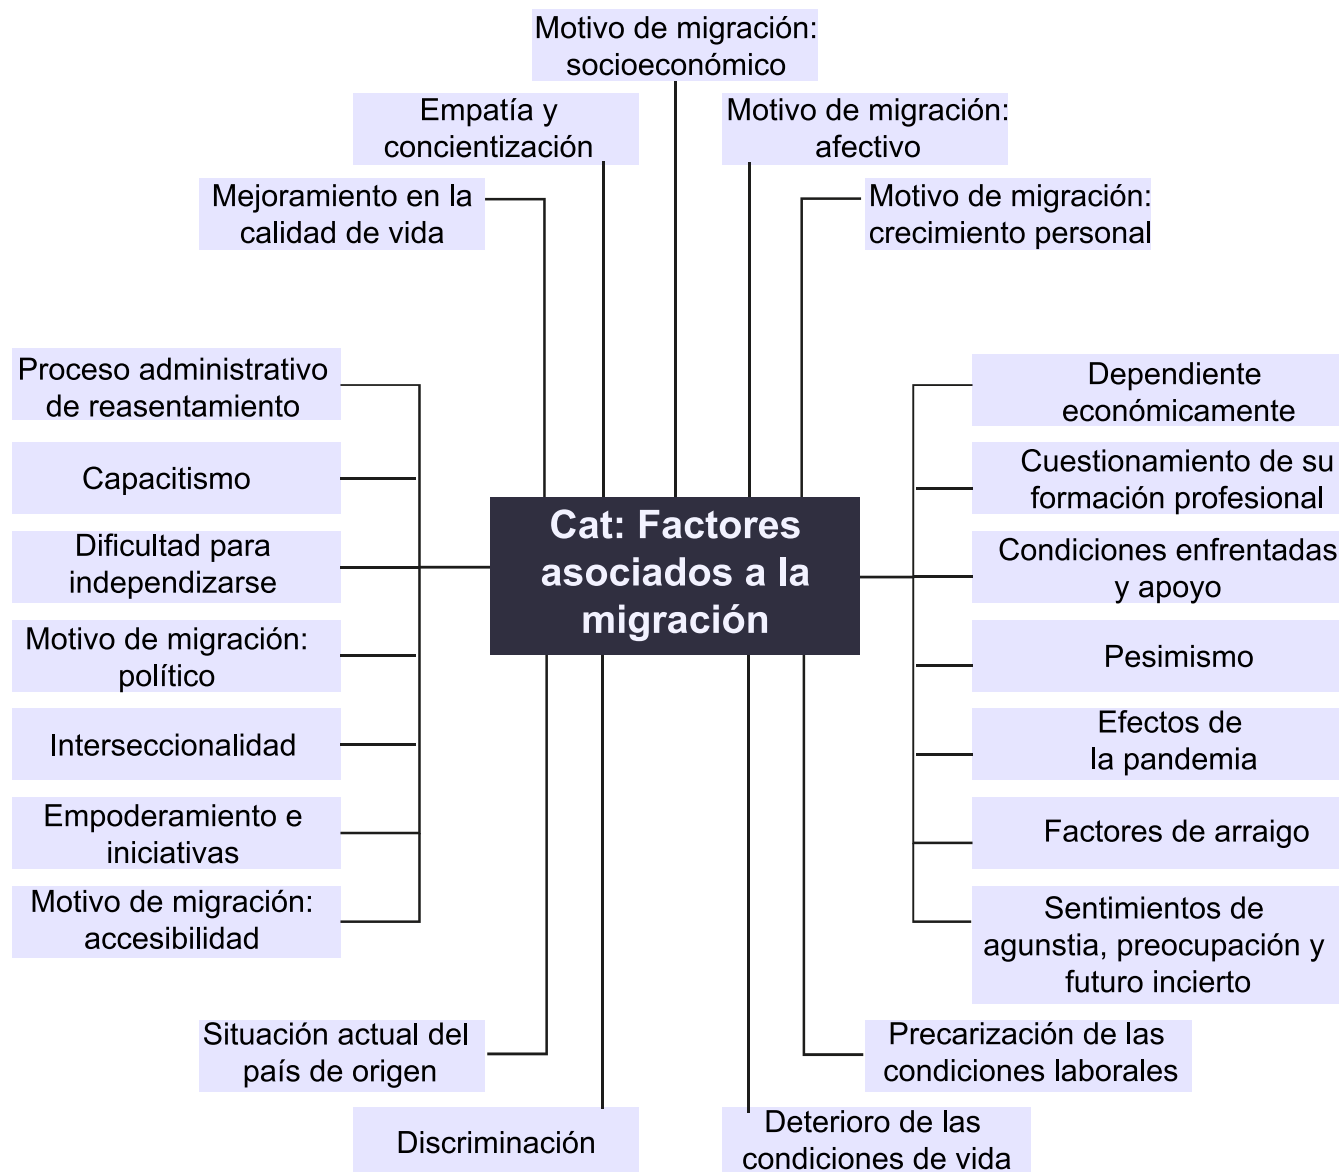 Motivo de migración:
socioeconómico
Empatía y
concientización
Motivo de migración:
afectivo
Mejoramiento en la
calidad de vida
Motivo de migración:
crecimiento personal
Proceso administrativo
de reasentamiento
Capacitismo
Dificultad para
independizarse
Motivo de migración:
político
Interseccionalidad
Empoderamiento e
iniciativas
Motivo de migración:
accesibilidad
Cat: Factores
asociados a la
migración
Dependiente
económicamente
Cuestionamiento de su
formación profesional
Condiciones enfrentadas
y apoyo
Pesimismo
Efectos de
la pandemia
Factores de arraigo
Sentimientos de
agunstia, preocupación y
futuro incierto
Situación actual del
país de origen
Precarización de las
condiciones laborales
Discriminación
Deterioro de las
condiciones de vida